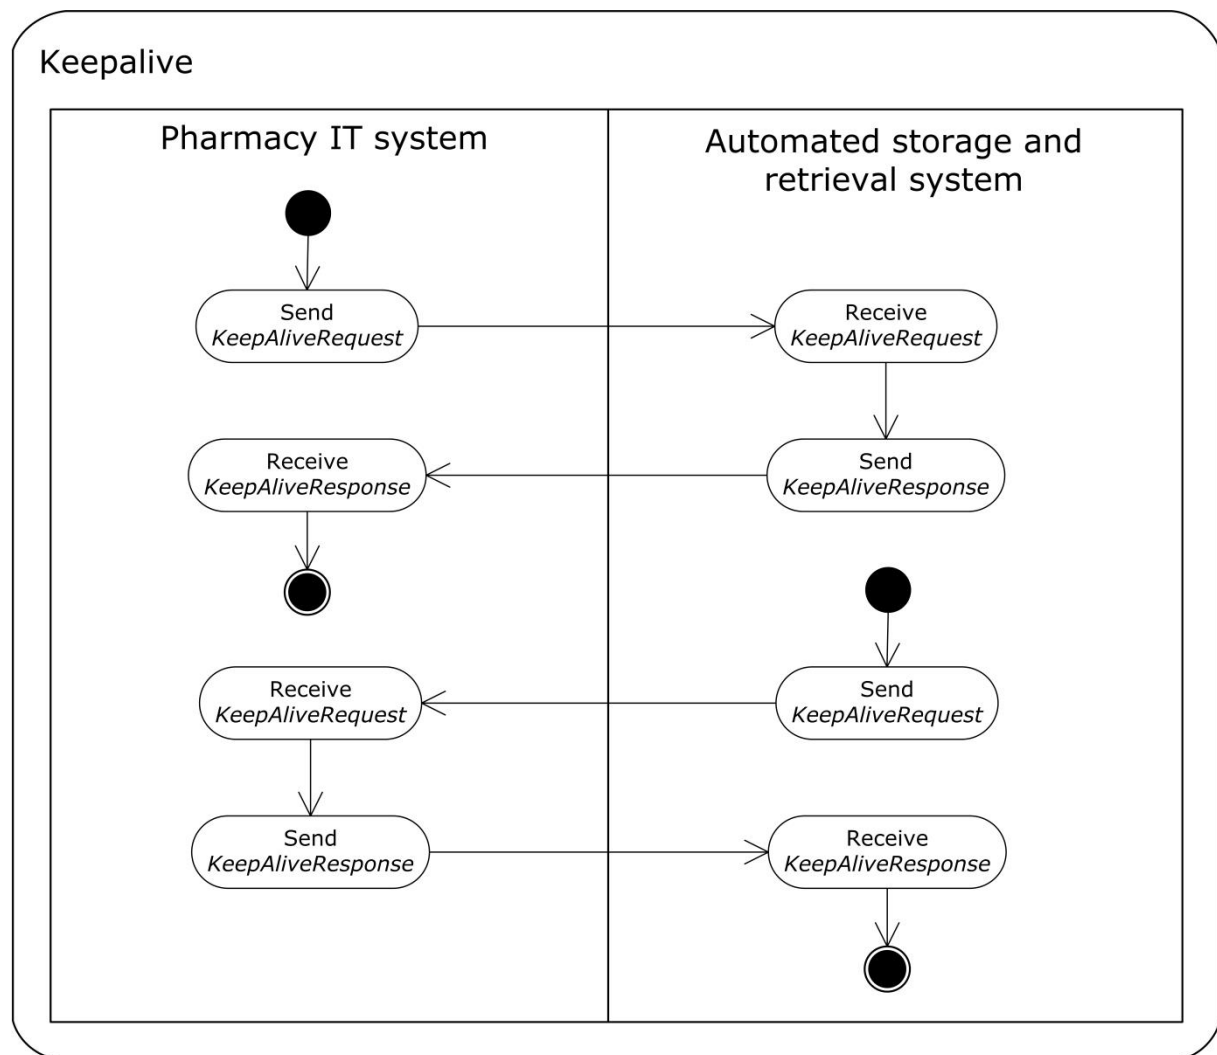 Keepalive
Pharmacy IT system
Automated storage and
retrieval system
Send
KeepAliveRequest
Receive
KeepAliveRequest
Receive
KeepAliveResponse
Send
KeepAliveResponse
Receive
KeepAliveRequest
Send
KeepAliveRequest
Send
KeepAliveResponse
Receive
KeepAliveResponse